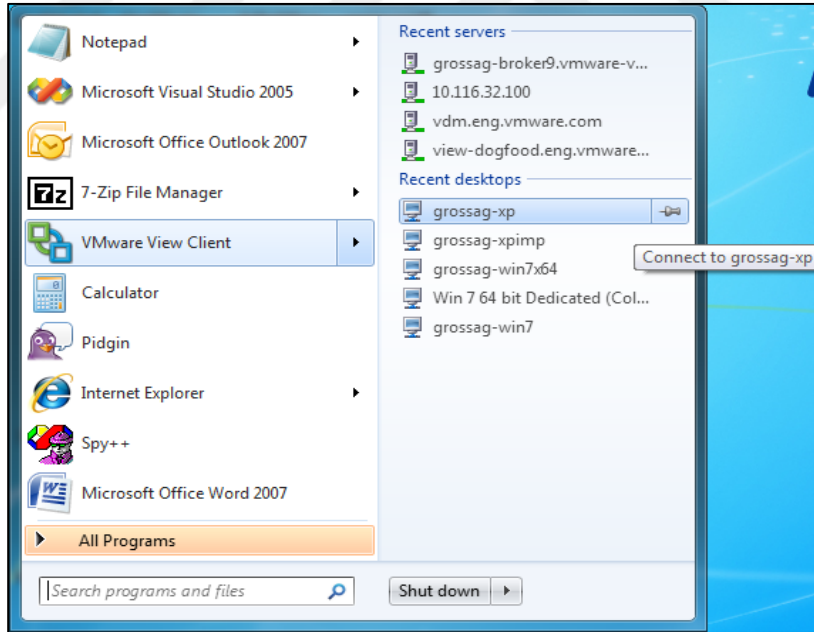 Notepad
Microsoft Visual Studio 2005
Microsoft Office Outlook 2007
7z 7-Zip File Manager
VMware View Client
Calculator
Pidgin
Internet Explorer
Spy++
Microsoft Office Word 2007
All Programs
Search programs and files
Recent servers
grossag-broker9.vmware-v...
10.116.32.100
vdm.eng.vmware.com
view-dogfood.eng.vmware...
Recent desktops
grossag-xp
grossag-xpimp
grossag-win7x64
Win 7 64 bit Dedicated (Col...
grossag-win7
Connect to grossag-xp
Shut down